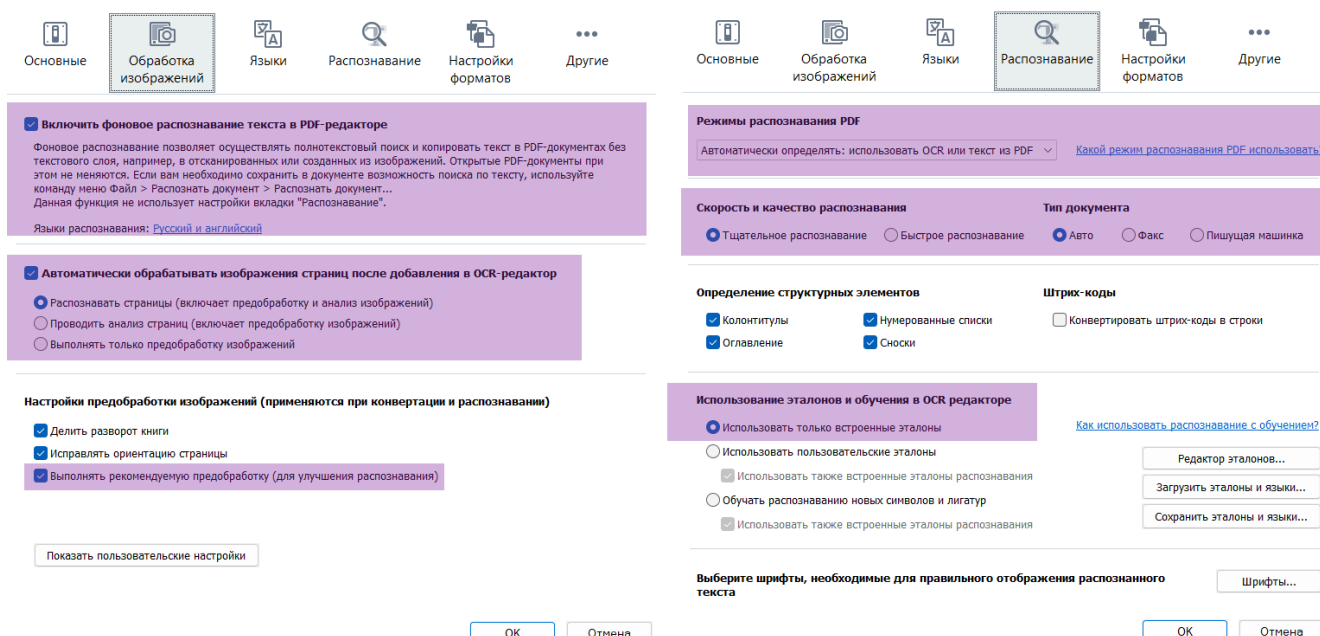 Основные
Обработка
изображений
Языки
Распознавание
Настройки
форматов
Другие
Включить фоновое распознавание текста в PDF-редакторе
Фоновое распознавание позволяет осуществлять полнотекстовый поиск и копировать текст в PDF-документах без
текстового слоя, например, в отсканированных или созданных из изображений. Открытые PDF-документы при
этом не меняются. Если вам необходимо сохранить в документе возможность поиска по тексту, используйте
команду меню Файл > Распознать документ > Распознать документ...
Данная функция не использует настройки вкладки "Распознавание".
Языки распознавания: Русский и английский
Автоматически обрабатывать изображения страниц после добавления в OCR-редактор
Распознавать страницы (включает предобработку и анализ изображений)
Проводить анализ страниц (включает предобработку изображений)
Выполнять только предобработку изображений
Настройки предобработки изображений (применяются при конвертации и распознавании)
Делить разворот книги
Исправлять ориентацию страницы
Выполнять рекомендуемую предобработку (для улучшения распознавания)
Показать пользовательские настройки
ОК
Отмена
Основные
Обработка
изображений
Языки
Распознавание
Настройки
форматов
Другие
Режимы распознавания PDF
Автоматически определять: использовать OCR или текст из PDF
Какой режим распознавания PDF использовать?
Скорость и качество распознавания
Тип документа
Тщательное распознавание
Быстрое распознавание
Авто
Факс
Пишущая машинка
Определение структурных элементов
Штрих-коды
Колонтитулы
Нумерованные списки
Конвертировать штрих-коды в строки
Оглавление
Сноски
Использование эталонов и обучения в OCR редакторе
Использовать только встроенные эталоны
Как использовать распознавание с обучением?
Использовать пользовательские эталоны
Редактор эталонов...
Использовать также встроенные эталоны распознавания
Загрузить эталоны и языки...
Обучать распознаванию новых символов и лигатур
Сохранить эталоны и языки...
Использовать также встроенные эталоны распознавания
Выберите шрифты, необходимые для правильного отображения распознанного
текста
Шрифты...
ОК
Отмена